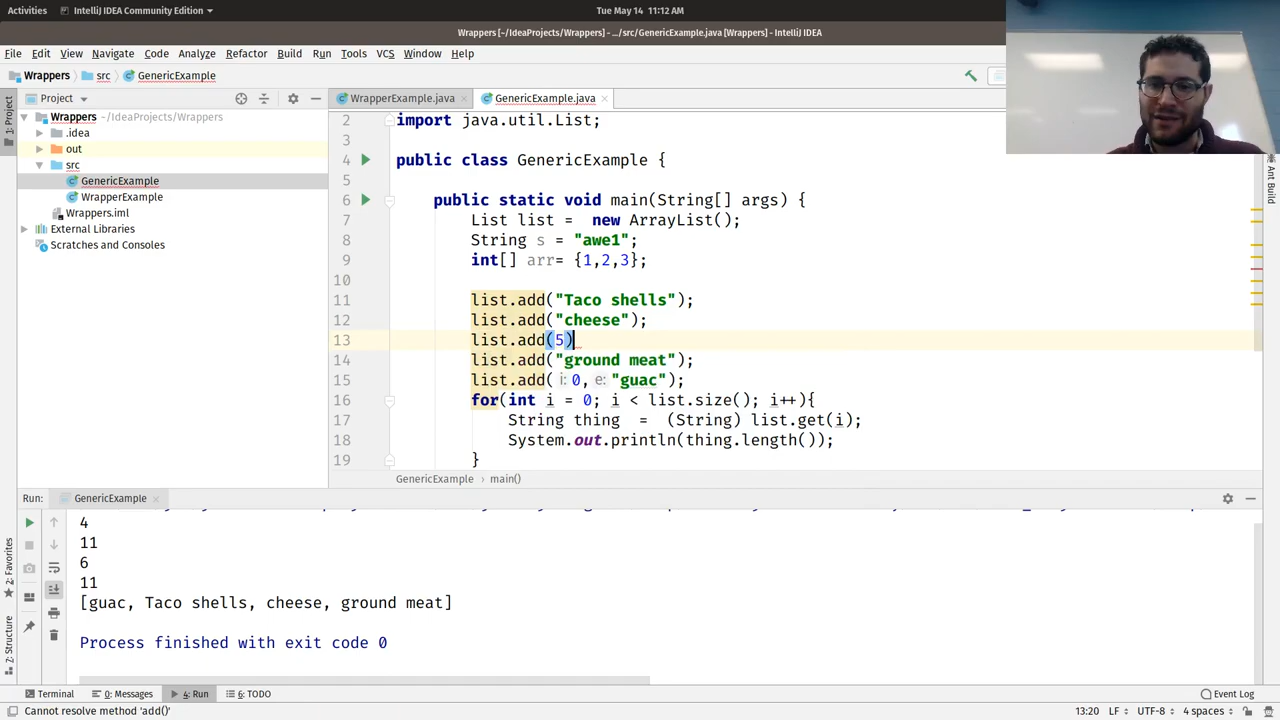 Activities IntelliJ IDEA Community Edition Tue May 14 11:12 AM
Wrappers [~/IdeaProjects/Wrappers] - .../src/GenericExample.java [Wrappers] - IntelliJ IDEA
File Edit View Navigate Code Analyze Refactor Build Run Tools VCS Window Help
Wrappers src GenericExample
Project WrapperExample.java GenericExample.java
1: Project
Wrappers ~/IdeaProjects/Wrappers
.idea
out
src
GenericExample
WrapperExample
Wrappers.iml
External Libraries
Scratches and Consoles
2 import java.util.List;
3
4 public class GenericExample {
5
6 public static void main(String[] args) {
7 List list = new ArrayList();
8 String s = "awe1";
9 int[] arr= {1,2,3};
10
11 list.add("Taco shells");
12 list.add("cheese");
13 list.add(5)
14 list.add("ground meat");
15 list.add( i: 0, e: "guac");
16 for(int i = 0; i < list.size(); i++){
17 String thing = (String) list.get(i);
18 System.out.println(thing.length());
19 }
GenericExample main()
Ant Build
Run: GenericExample
4
11
6
11
[guac, Taco shells, cheese, ground meat]
Process finished with exit code 0
2: Favorites
7: Structure
Terminal 0: Messages 4: Run 6: TODO Event Log
Cannot resolve method 'add()' 13:20 LF UTF-8 4 spaces